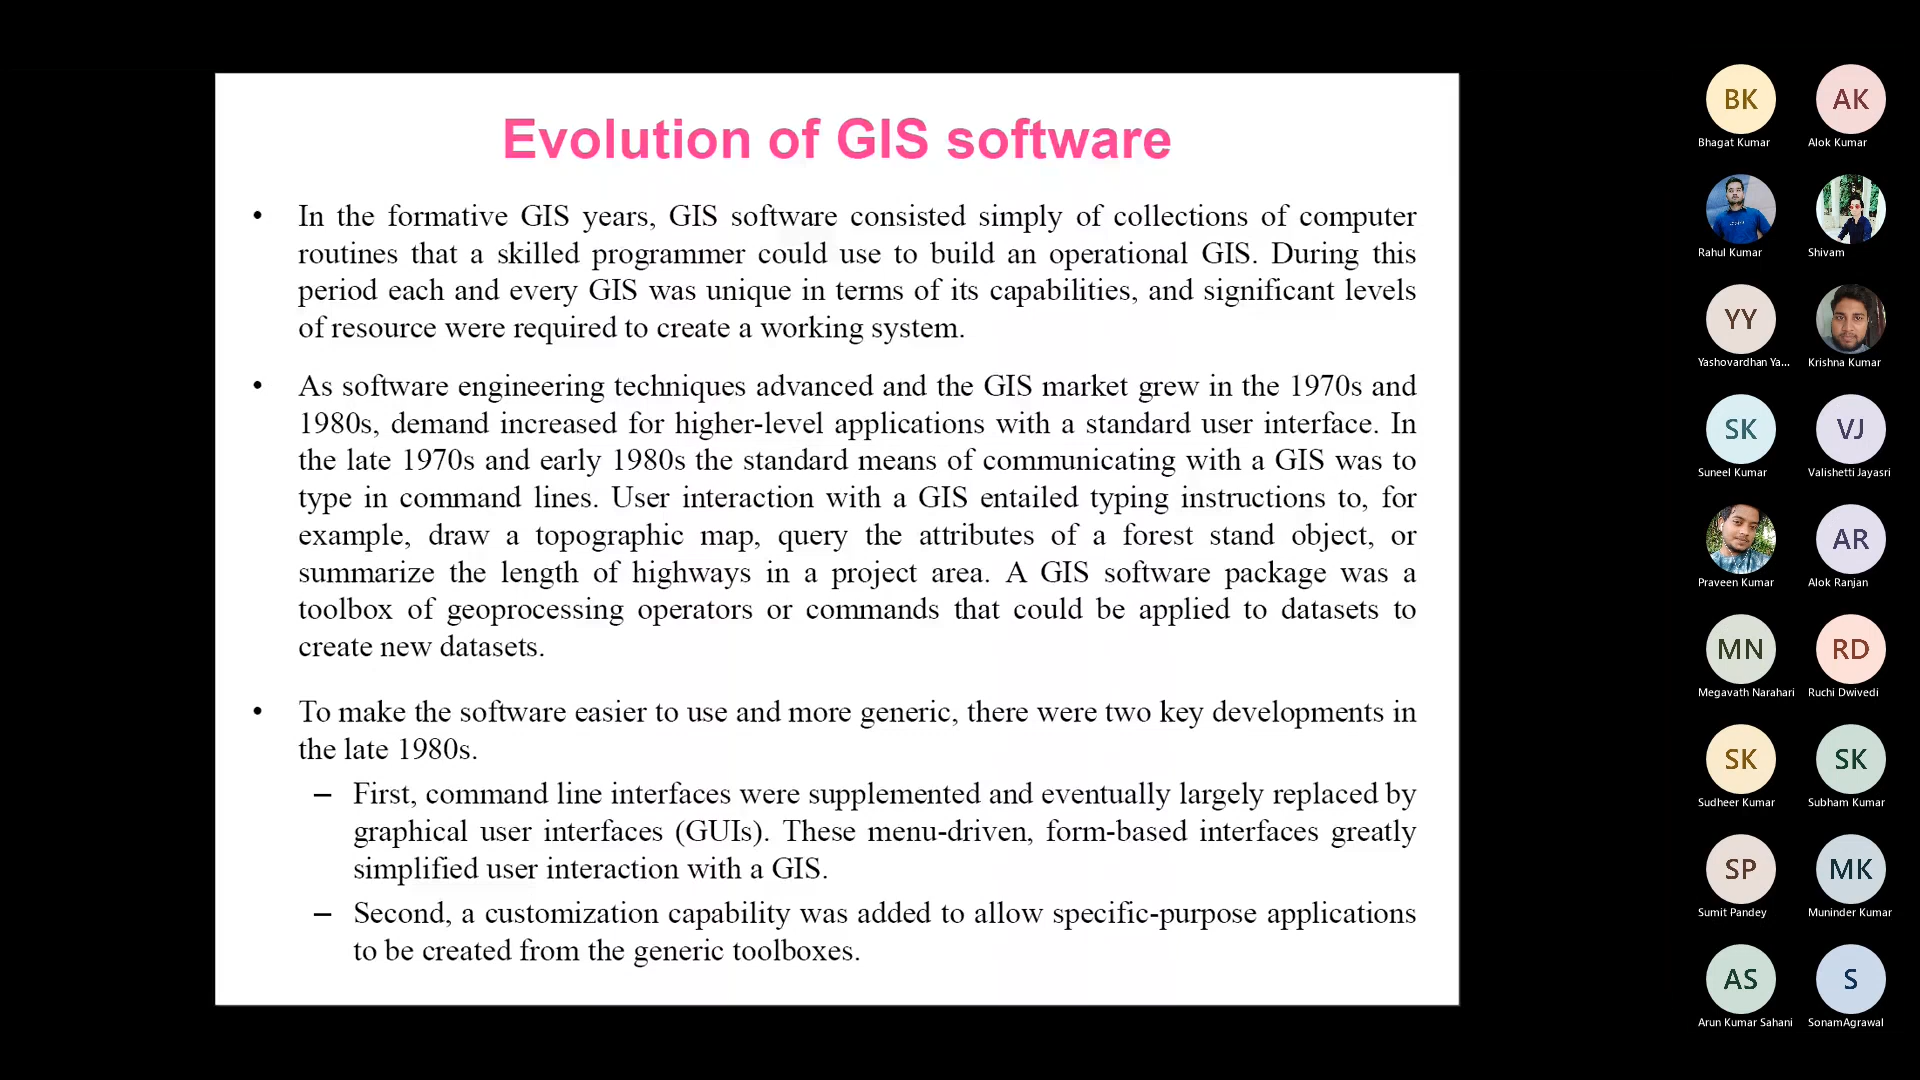 Evolution of GIS software
• In the formative GIS years, GIS software consisted simply of collections of computer
routines that a skilled programmer could use to build an operational GIS. During this
period each and every GIS was unique in terms of its capabilities, and significant levels
of resource were required to create a working system.
• As software engineering techniques advanced and the GIS market grew in the 1970s and
1980s, demand increased for higher-level applications with a standard user interface. In
the late 1970s and early 1980s the standard means of communicating with a GIS was to
type in command lines. User interaction with a GIS entailed typing instructions to, for
example, draw a topographic map, query the attributes of a forest stand object, or
summarize the length of highways in a project area. A GIS software package was a
toolbox of geoprocessing operators or commands that could be applied to datasets to
create new datasets.
• To make the software easier to use and more generic, there were two key developments in
the late 1980s.
– First, command line interfaces were supplemented and eventually largely replaced by
graphical user interfaces (GUIs). These menu-driven, form-based interfaces greatly
simplified user interaction with a GIS.
– Second, a customization capability was added to allow specific-purpose applications
to be created from the generic toolboxes.
BK AK
Bhagat Kumar Alok Kumar
Rahul Kumar Shivam
YY
Yashovardhan Ya... Krishna Kumar
SK VJ
Suneel Kumar Valishetti Jayasri
AR
Praveen Kumar Alok Ranjan
MN RD
Megavath Narahari Ruchi Dwivedi
SK SK
Sudheer Kumar Subham Kumar
SP MK
Sumit Pandey Muninder Kumar
AS S
Arun Kumar Sahani SonamAgrawal